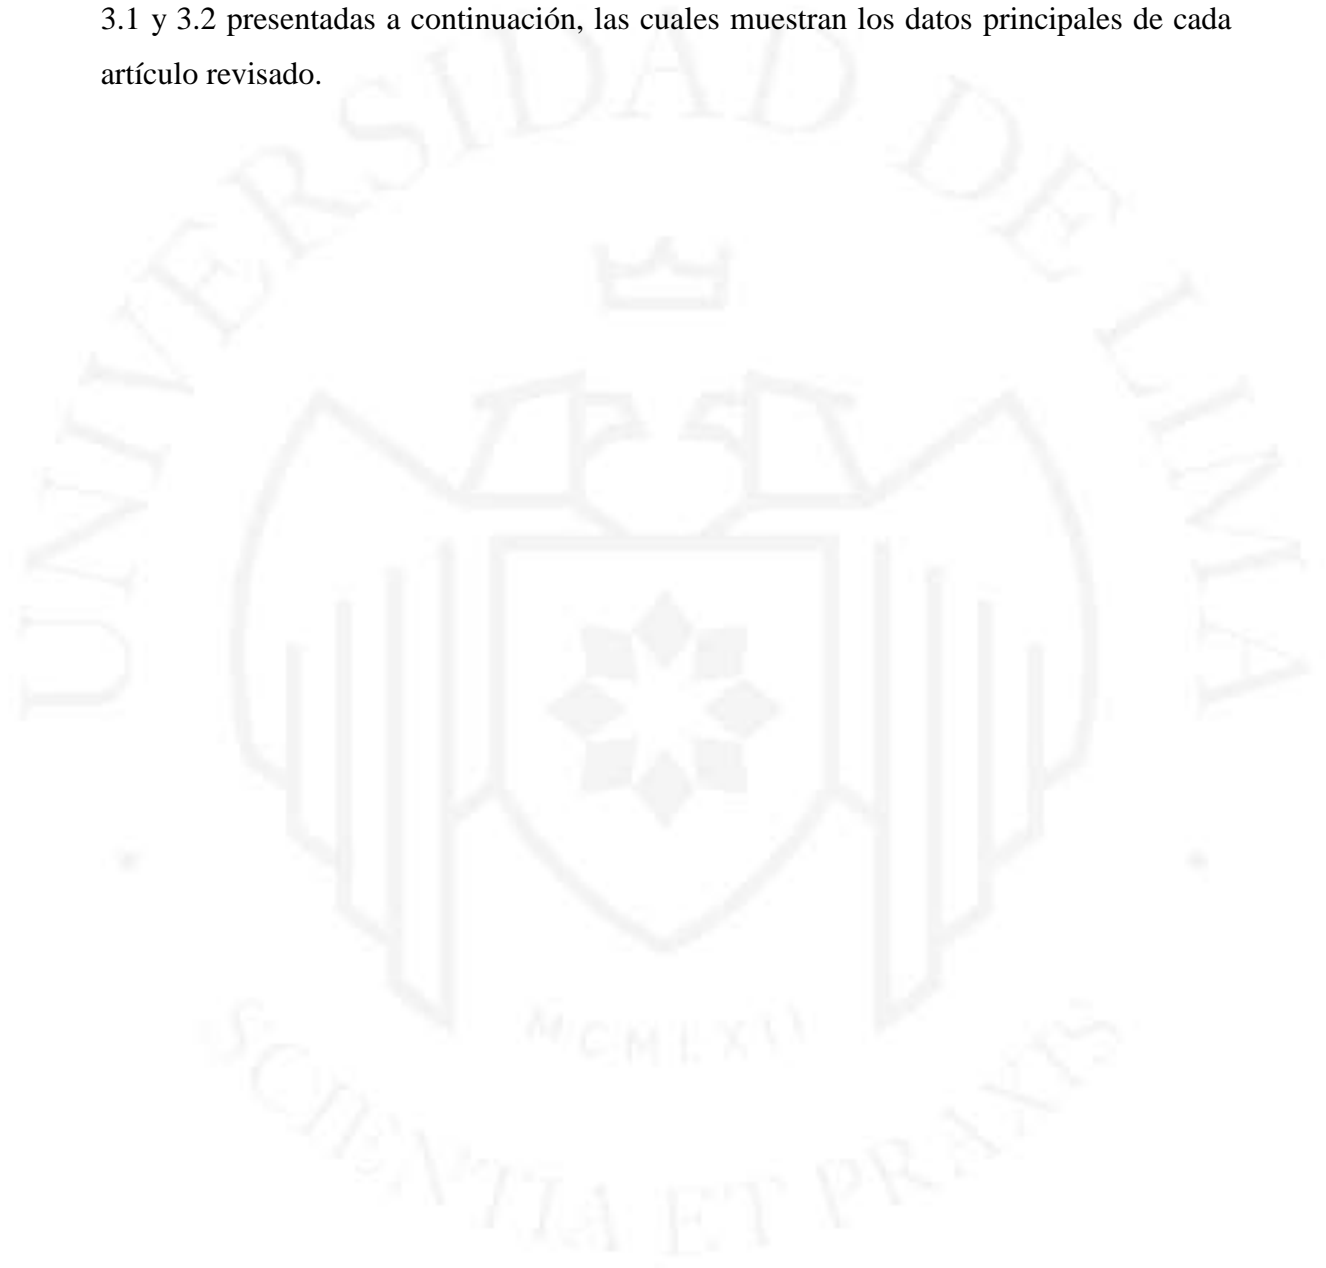 3.1 y 3.2 presentadas a continuación, las cuales muestran los datos principales de cada
artículo revisado.
UNIVERSIDAD DE LIMA
MCMLXII
SCIENTIA ET PRAXIS